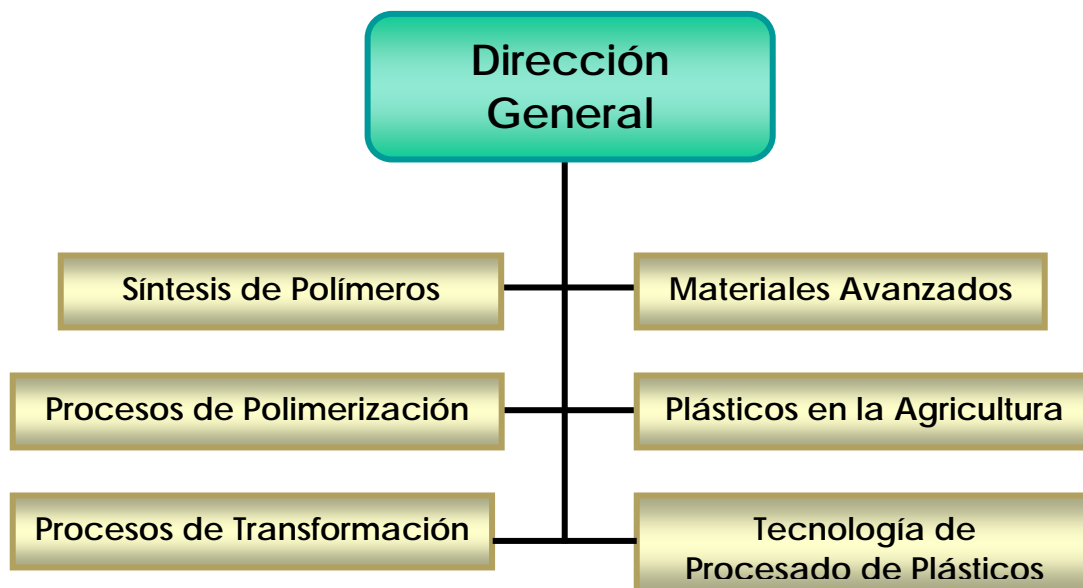 Dirección
General
Síntesis de Polímeros
Materiales Avanzados
Procesos de Polimerización
Plásticos en la Agricultura
Procesos de Transformación
Tecnología de
Procesado de Plásticos